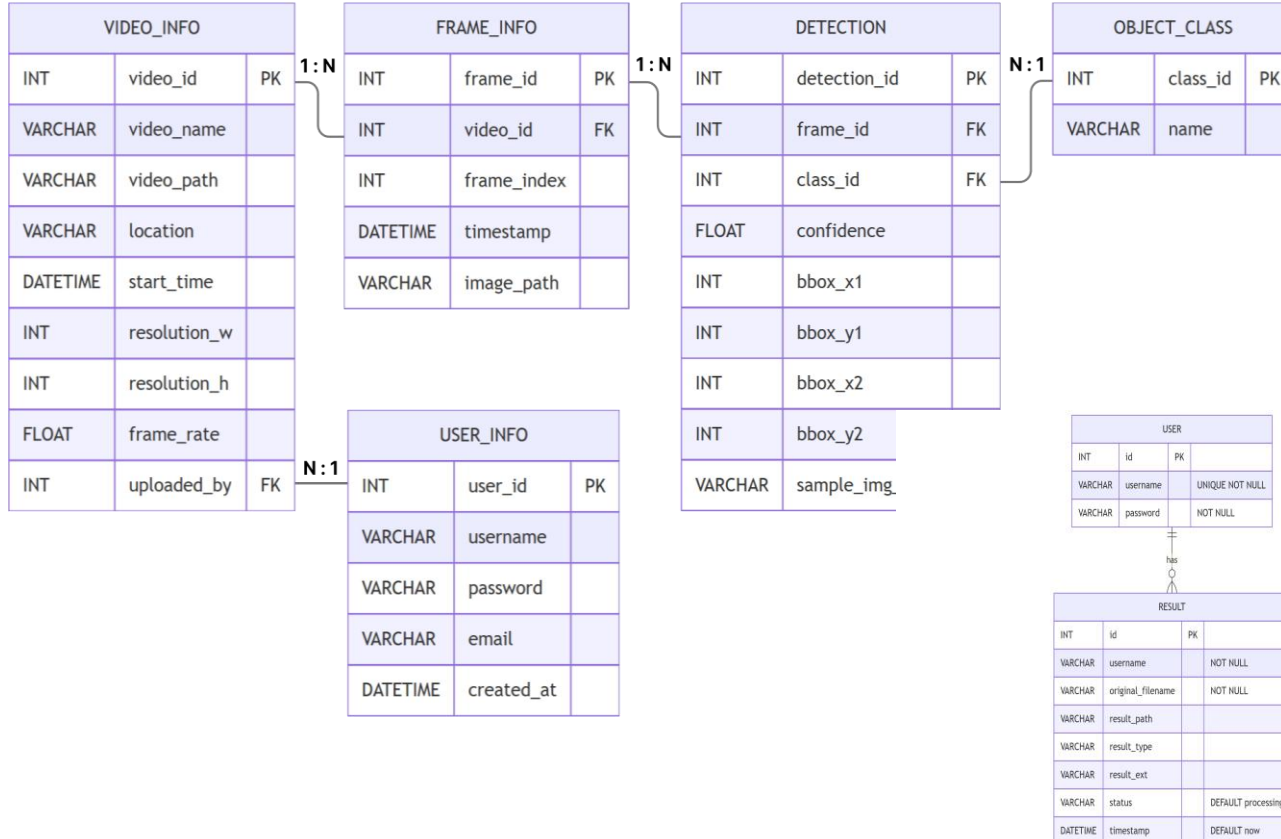 VIDEO_INFO
INT video_id PK
VARCHAR video_name
VARCHAR video_path
VARCHAR location
DATETIME start_time
INT resolution_w
INT resolution_h
FLOAT frame_rate
INT uploaded_by FK
1:N
FRAME_INFO
INT frame_id PK
INT video_id FK
INT frame_index
DATETIME timestamp
VARCHAR image_path
1:N
DETECTION
INT detection_id PK
INT frame_id FK
INT class_id FK
FLOAT confidence
INT bbox_x1
INT bbox_y1
INT bbox_x2
INT bbox_y2
VARCHAR sample_img_
N:1
OBJECT_CLASS
INT class_id PK
VARCHAR name
N:1
USER_INFO
INT user_id PK
VARCHAR username
VARCHAR password
VARCHAR email
DATETIME created_at
USER
INT id PK
VARCHAR username UNIQUE NOT NULL
VARCHAR password NOT NULL
has
RESULT
INT id PK
VARCHAR username NOT NULL
VARCHAR original_filename NOT NULL
VARCHAR result_path
VARCHAR result_type
VARCHAR result_ext
VARCHAR status DEFAULT processing
DATETIME timestamp DEFAULT now